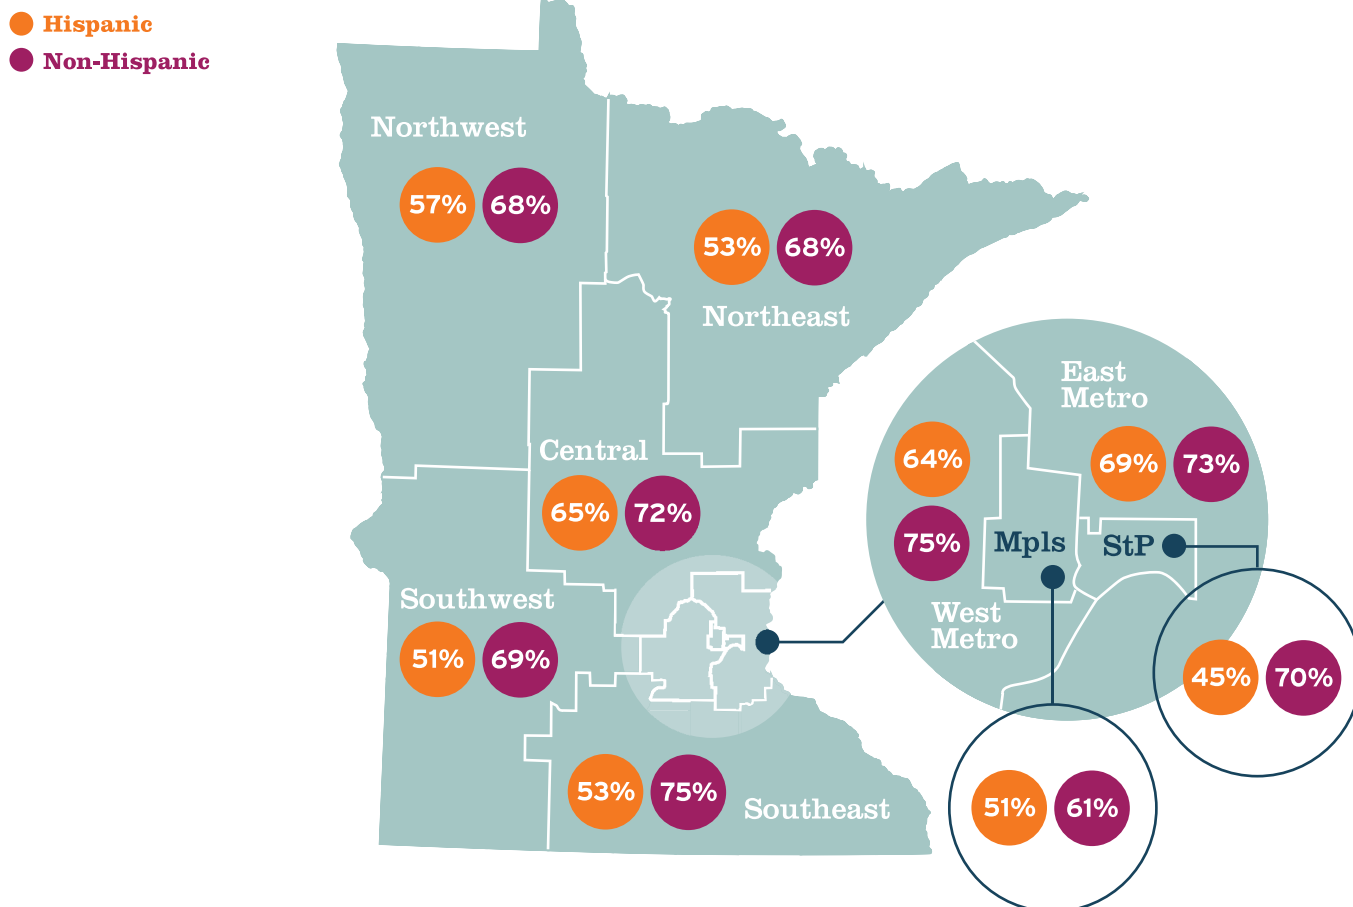 Hispanic
Non-Hispanic
Northwest
57% 68%
53% 68%
Northeast
Central
65% 72%
Southwest
51% 69%
53% 75%
Southeast
East
Metro
69% 73%
64%
75%
West
Metro
Mpls
StP
45% 70%
51% 61%